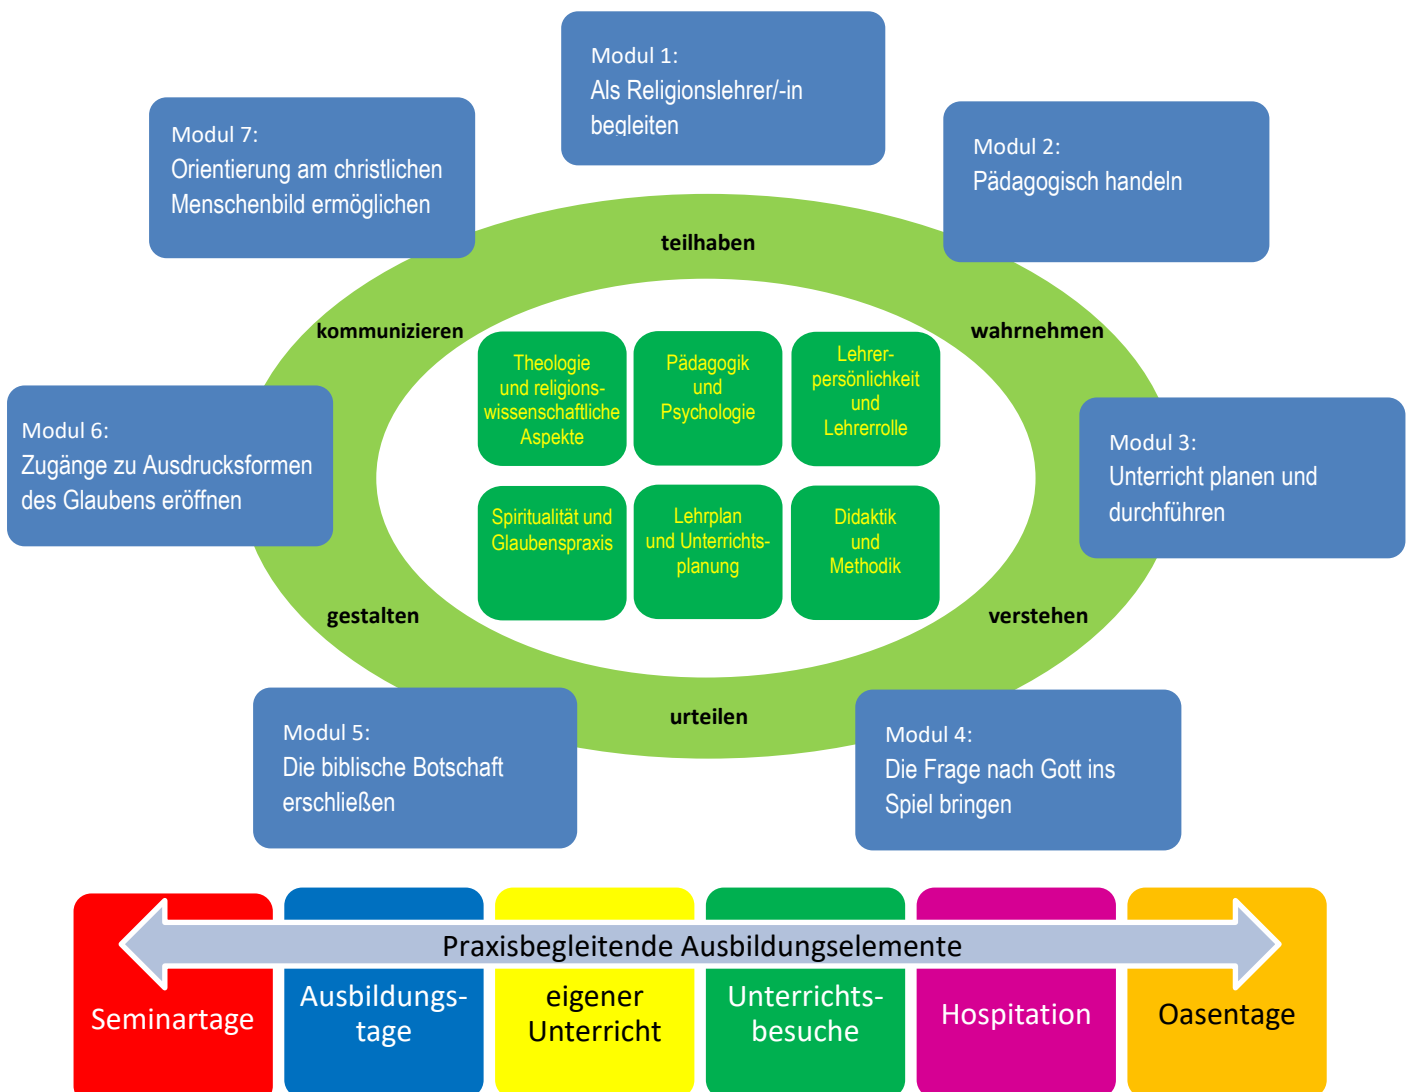 Modul 1:
Als Religionslehrer/-in
begleiten
Modul 7:
Orientierung am christlichen
Menschenbild ermöglichen
Modul 2:
Pädagogisch handeln
teilhaben
kommunizieren
wahrnehmen
Theologie
und religions-
wissenschaftliche
Aspekte
Pädagogik
und
Psychologie
Lehrer-
persönlichkeit
und
Lehrerrolle
Modul 6:
Zugänge zu Ausdrucksformen
des Glaubens eröffnen
Modul 3:
Unterricht planen und
durchführen
Spiritualität und
Glaubenspraxis
Lehrplan
und Unterrichts-
planung
Didaktik
und
Methodik
gestalten
verstehen
urteilen
Modul 5:
Die biblische Botschaft
erschließen
Modul 4:
Die Frage nach Gott ins
Spiel bringen
Praxisbegleitende Ausbildungselemente
Seminartage
Ausbildungs-
tage
eigener
Unterricht
Unterrichts-
besuche
Hospitation
Oasentage